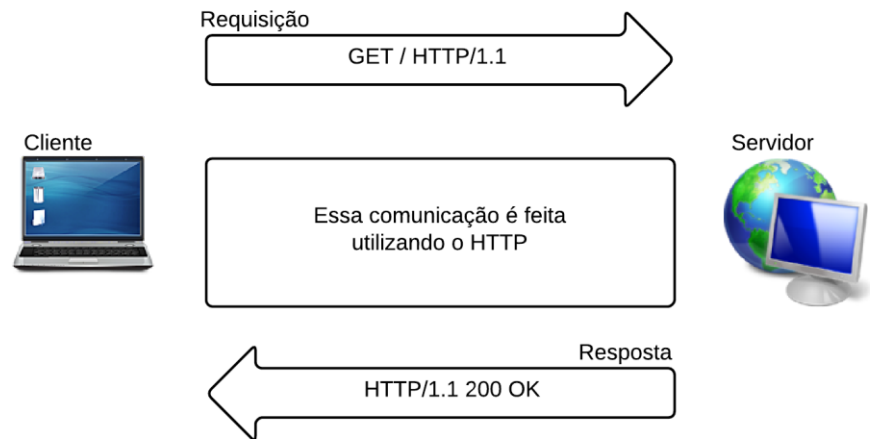 Requisição
GET / HTTP/1.1
Cliente
Servidor
Essa comunicação é feita
utilizando o HTTP
Resposta
HTTP/1.1 200 OK